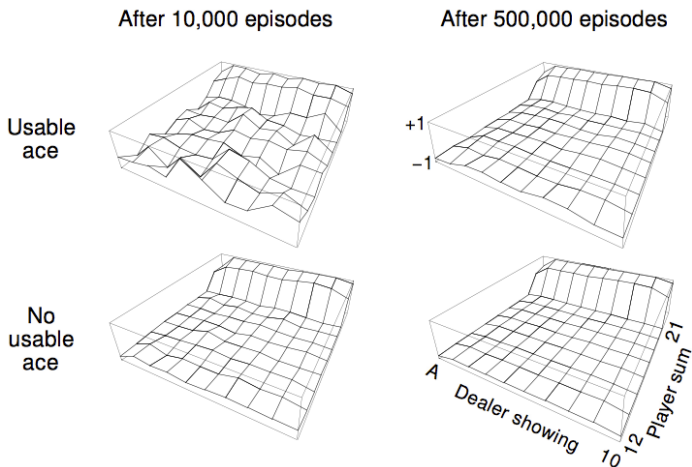 After 10,000 episodes
After 500,000 episodes
Usable
ace
+1
−1
No
usable
ace
A
Dealer showing
10
12
Player sum
21